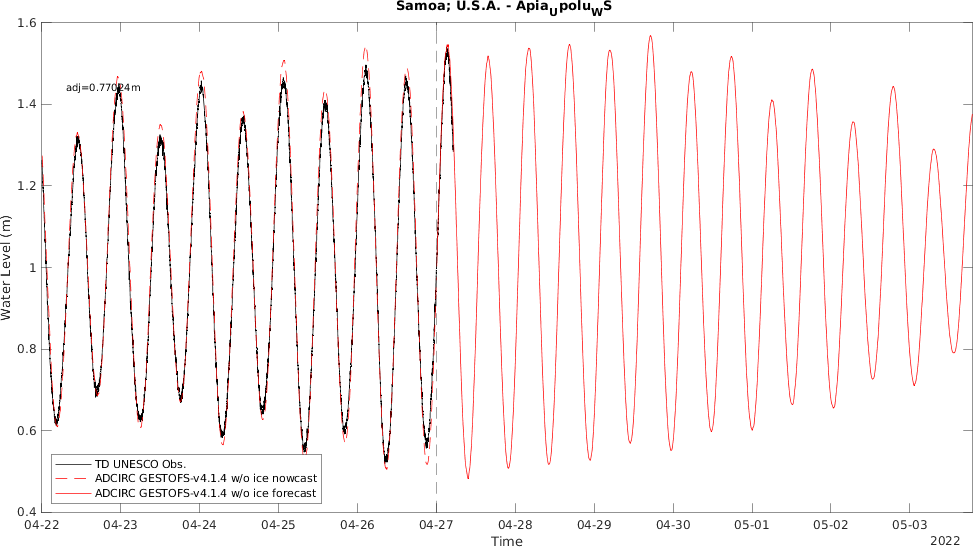 Samoa; U.S.A. - Apia_Upolu_WS
1.6
adj=0.77024m
1.4
1.2
1
0.8
0.6
0.4
Water Level (m)
TD UNESCO Obs.
ADCIRC GESTOFS-v4.1.4 w/o ice nowcast
ADCIRC GESTOFS-v4.1.4 w/o ice forecast
04-22 04-23 04-24 04-25 04-26 04-27 04-28 04-29 04-30 05-01 05-02 05-03
Time
2022